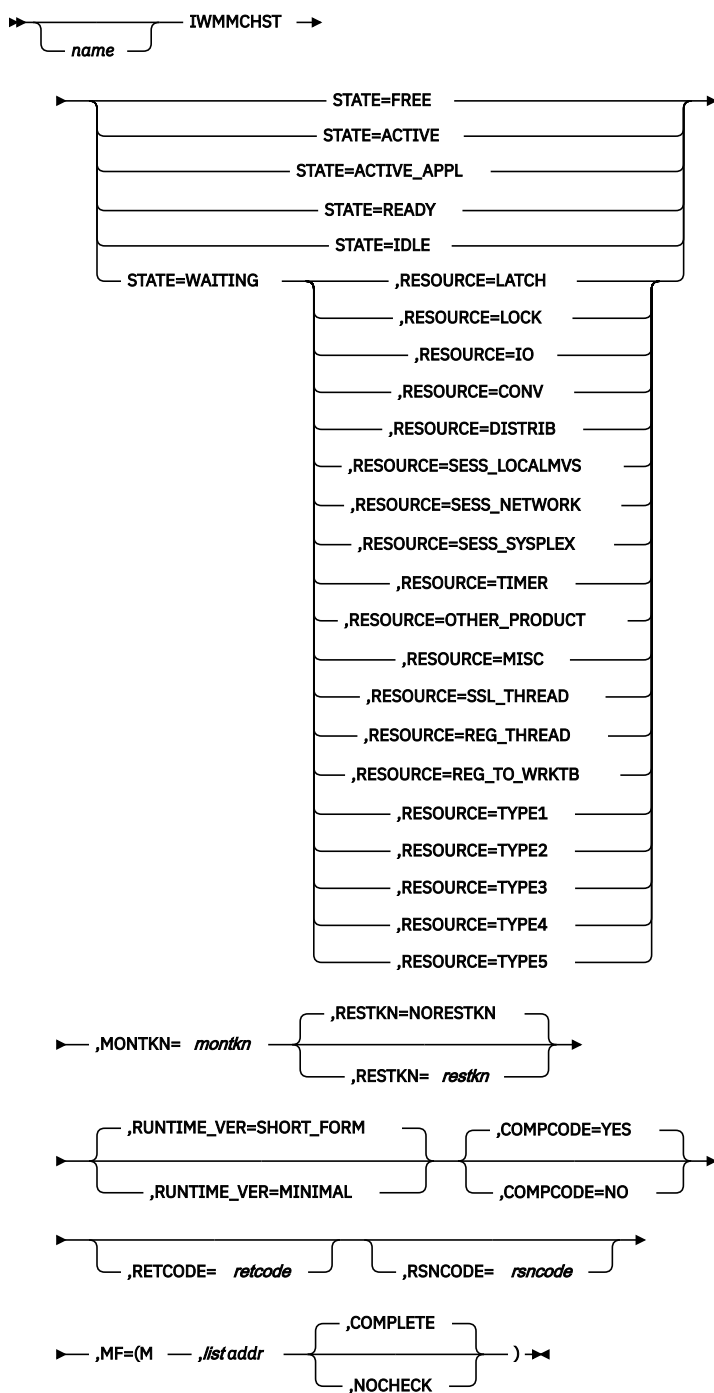 IWMMCHST
name
STATE=FREE
STATE=ACTIVE
STATE=ACTIVE_APPL
STATE=READY
STATE=IDLE
STATE=WAITING ,RESOURCE=LATCH
,RESOURCE=LOCK
,RESOURCE=IO
,RESOURCE=CONV
,RESOURCE=DISTRIB
,RESOURCE=SESS_LOCALMVS
,RESOURCE=SESS_NETWORK
,RESOURCE=SESS_SYSPLEX
,RESOURCE=TIMER
,RESOURCE=OTHER_PRODUCT
,RESOURCE=MISC
,RESOURCE=SSL_THREAD
,RESOURCE=REG_THREAD
,RESOURCE=REG_TO_WRKTB
,RESOURCE=TYPE1
,RESOURCE=TYPE2
,RESOURCE=TYPE3
,RESOURCE=TYPE4
,RESOURCE=TYPE5
,RESTKN=NORESTKN
,MONTKN= montkn
,RESTKN= restkn
,RUNTIME_VER=SHORT_FORM ,COMPCODE=YES
,RUNTIME_VER=MINIMAL ,COMPCODE=NO
,RETCODE= retcode ,RSNCODE= rsncode
,COMPLETE
,MF=(M ,list addr )
,NOCHECK